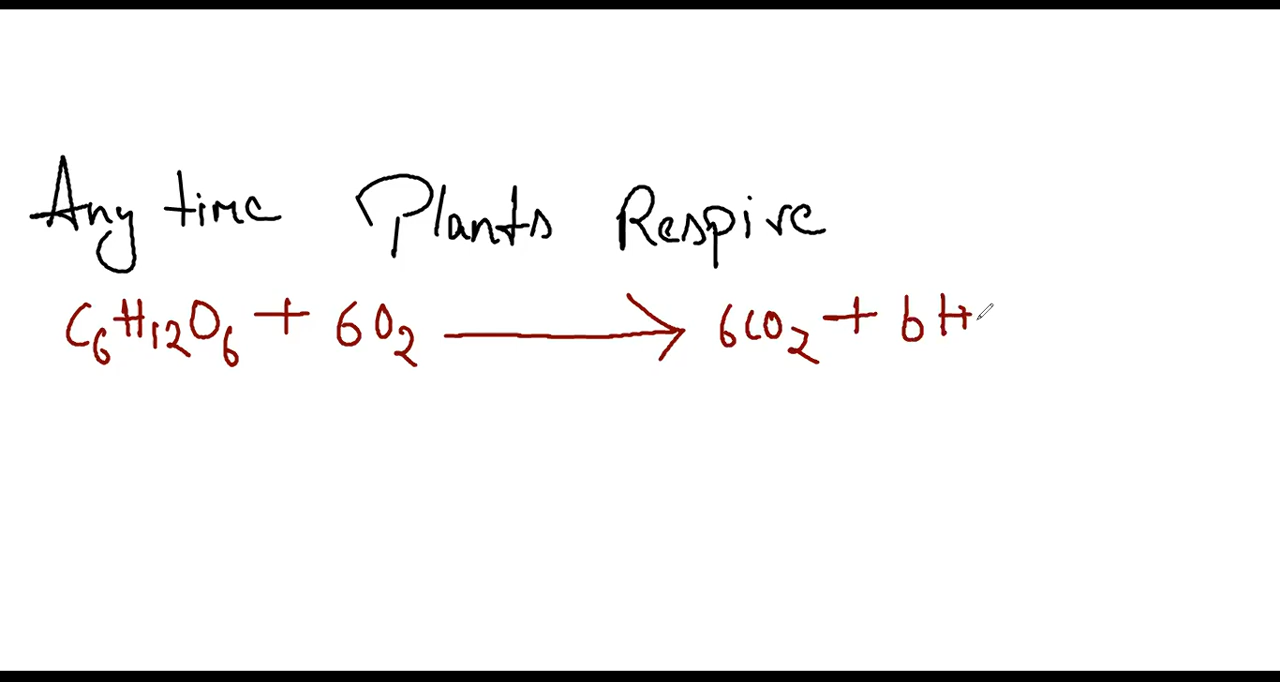 Any time Plants Respire
C₆H₁₂O₆ + 6O₂ ⟶ 6CO₂ + 6H